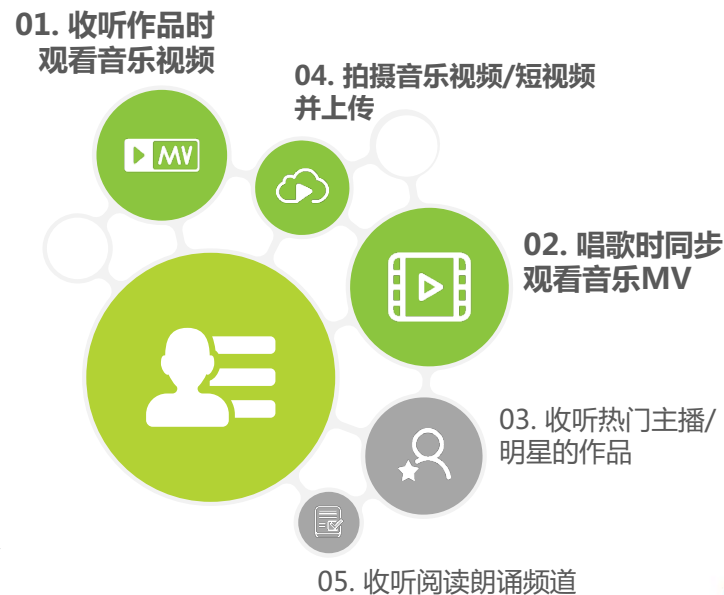 01. 收听作品时
观看音乐视频
04. 拍摄音乐视频/短视频
并上传
MV
02. 唱歌时同步
观看音乐MV
03. 收听热门主播/
明星的作品
05. 收听阅读朗诵频道